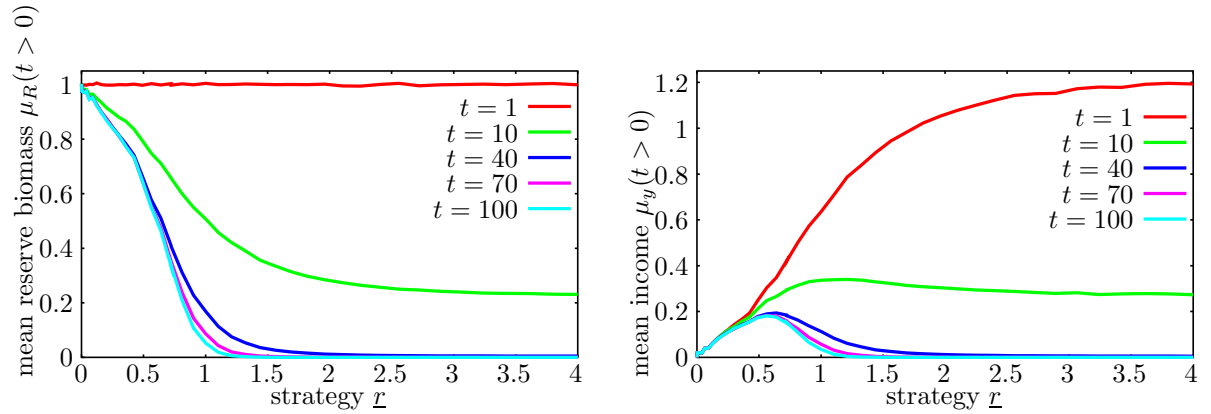 mean reserve biomass μ_R(t > 0)
1
0.8
0.6
0.4
0.2
0
0 0.5 1 1.5 2 2.5 3 3.5 4
strategy r
t = 1
t = 10
t = 40
t = 70
t = 100
mean income μ_y(t > 0)
1.2
1
0.8
0.6
0.4
0.2
0
0 0.5 1 1.5 2 2.5 3 3.5 4
strategy r
t = 1
t = 10
t = 40
t = 70
t = 100